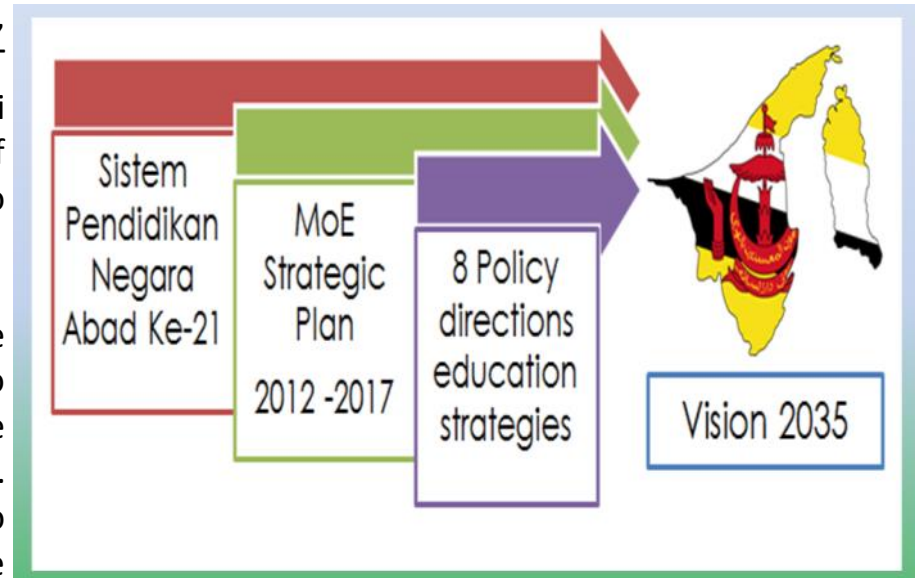 Sistem
Pendidikan
Negara
Abad Ke-21
MoE
Strategic
Plan
2012 -2017
8 Policy
directions
education
strategies
Vision 2035